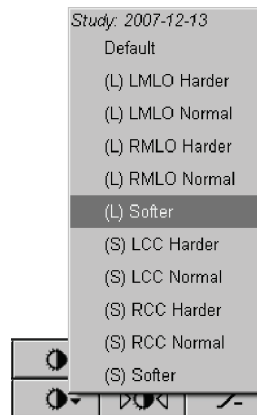 Study: 2007-12-13
Default
(L) LMLO Harder
(L) LMLO Normal
(L) RMLO Harder
(L) RMLO Normal
(L) Softer
(S) LCC Harder
(S) LCC Normal
(S) RCC Harder
(S) RCC Normal
(S) Softer